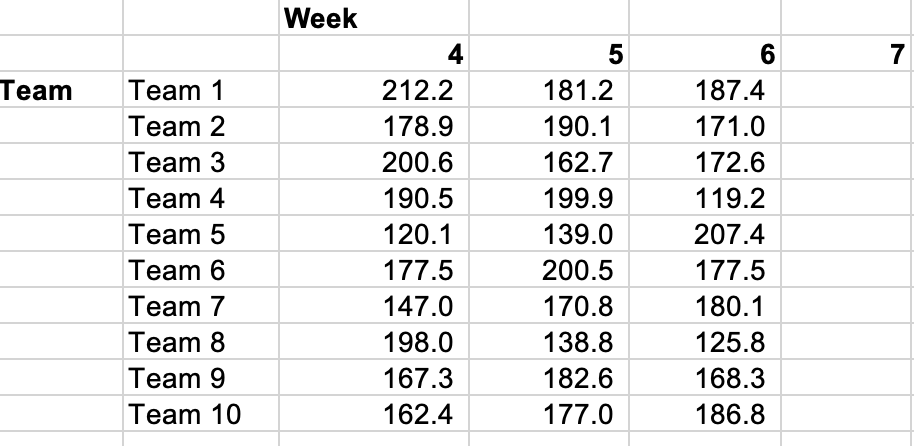 Week
4 5 6 7
Team Team 1 212.2 181.2 187.4
Team 2 178.9 190.1 171.0
Team 3 200.6 162.7 172.6
Team 4 190.5 199.9 119.2
Team 5 120.1 139.0 207.4
Team 6 177.5 200.5 177.5
Team 7 147.0 170.8 180.1
Team 8 198.0 138.8 125.8
Team 9 167.3 182.6 168.3
Team 10 162.4 177.0 186.8